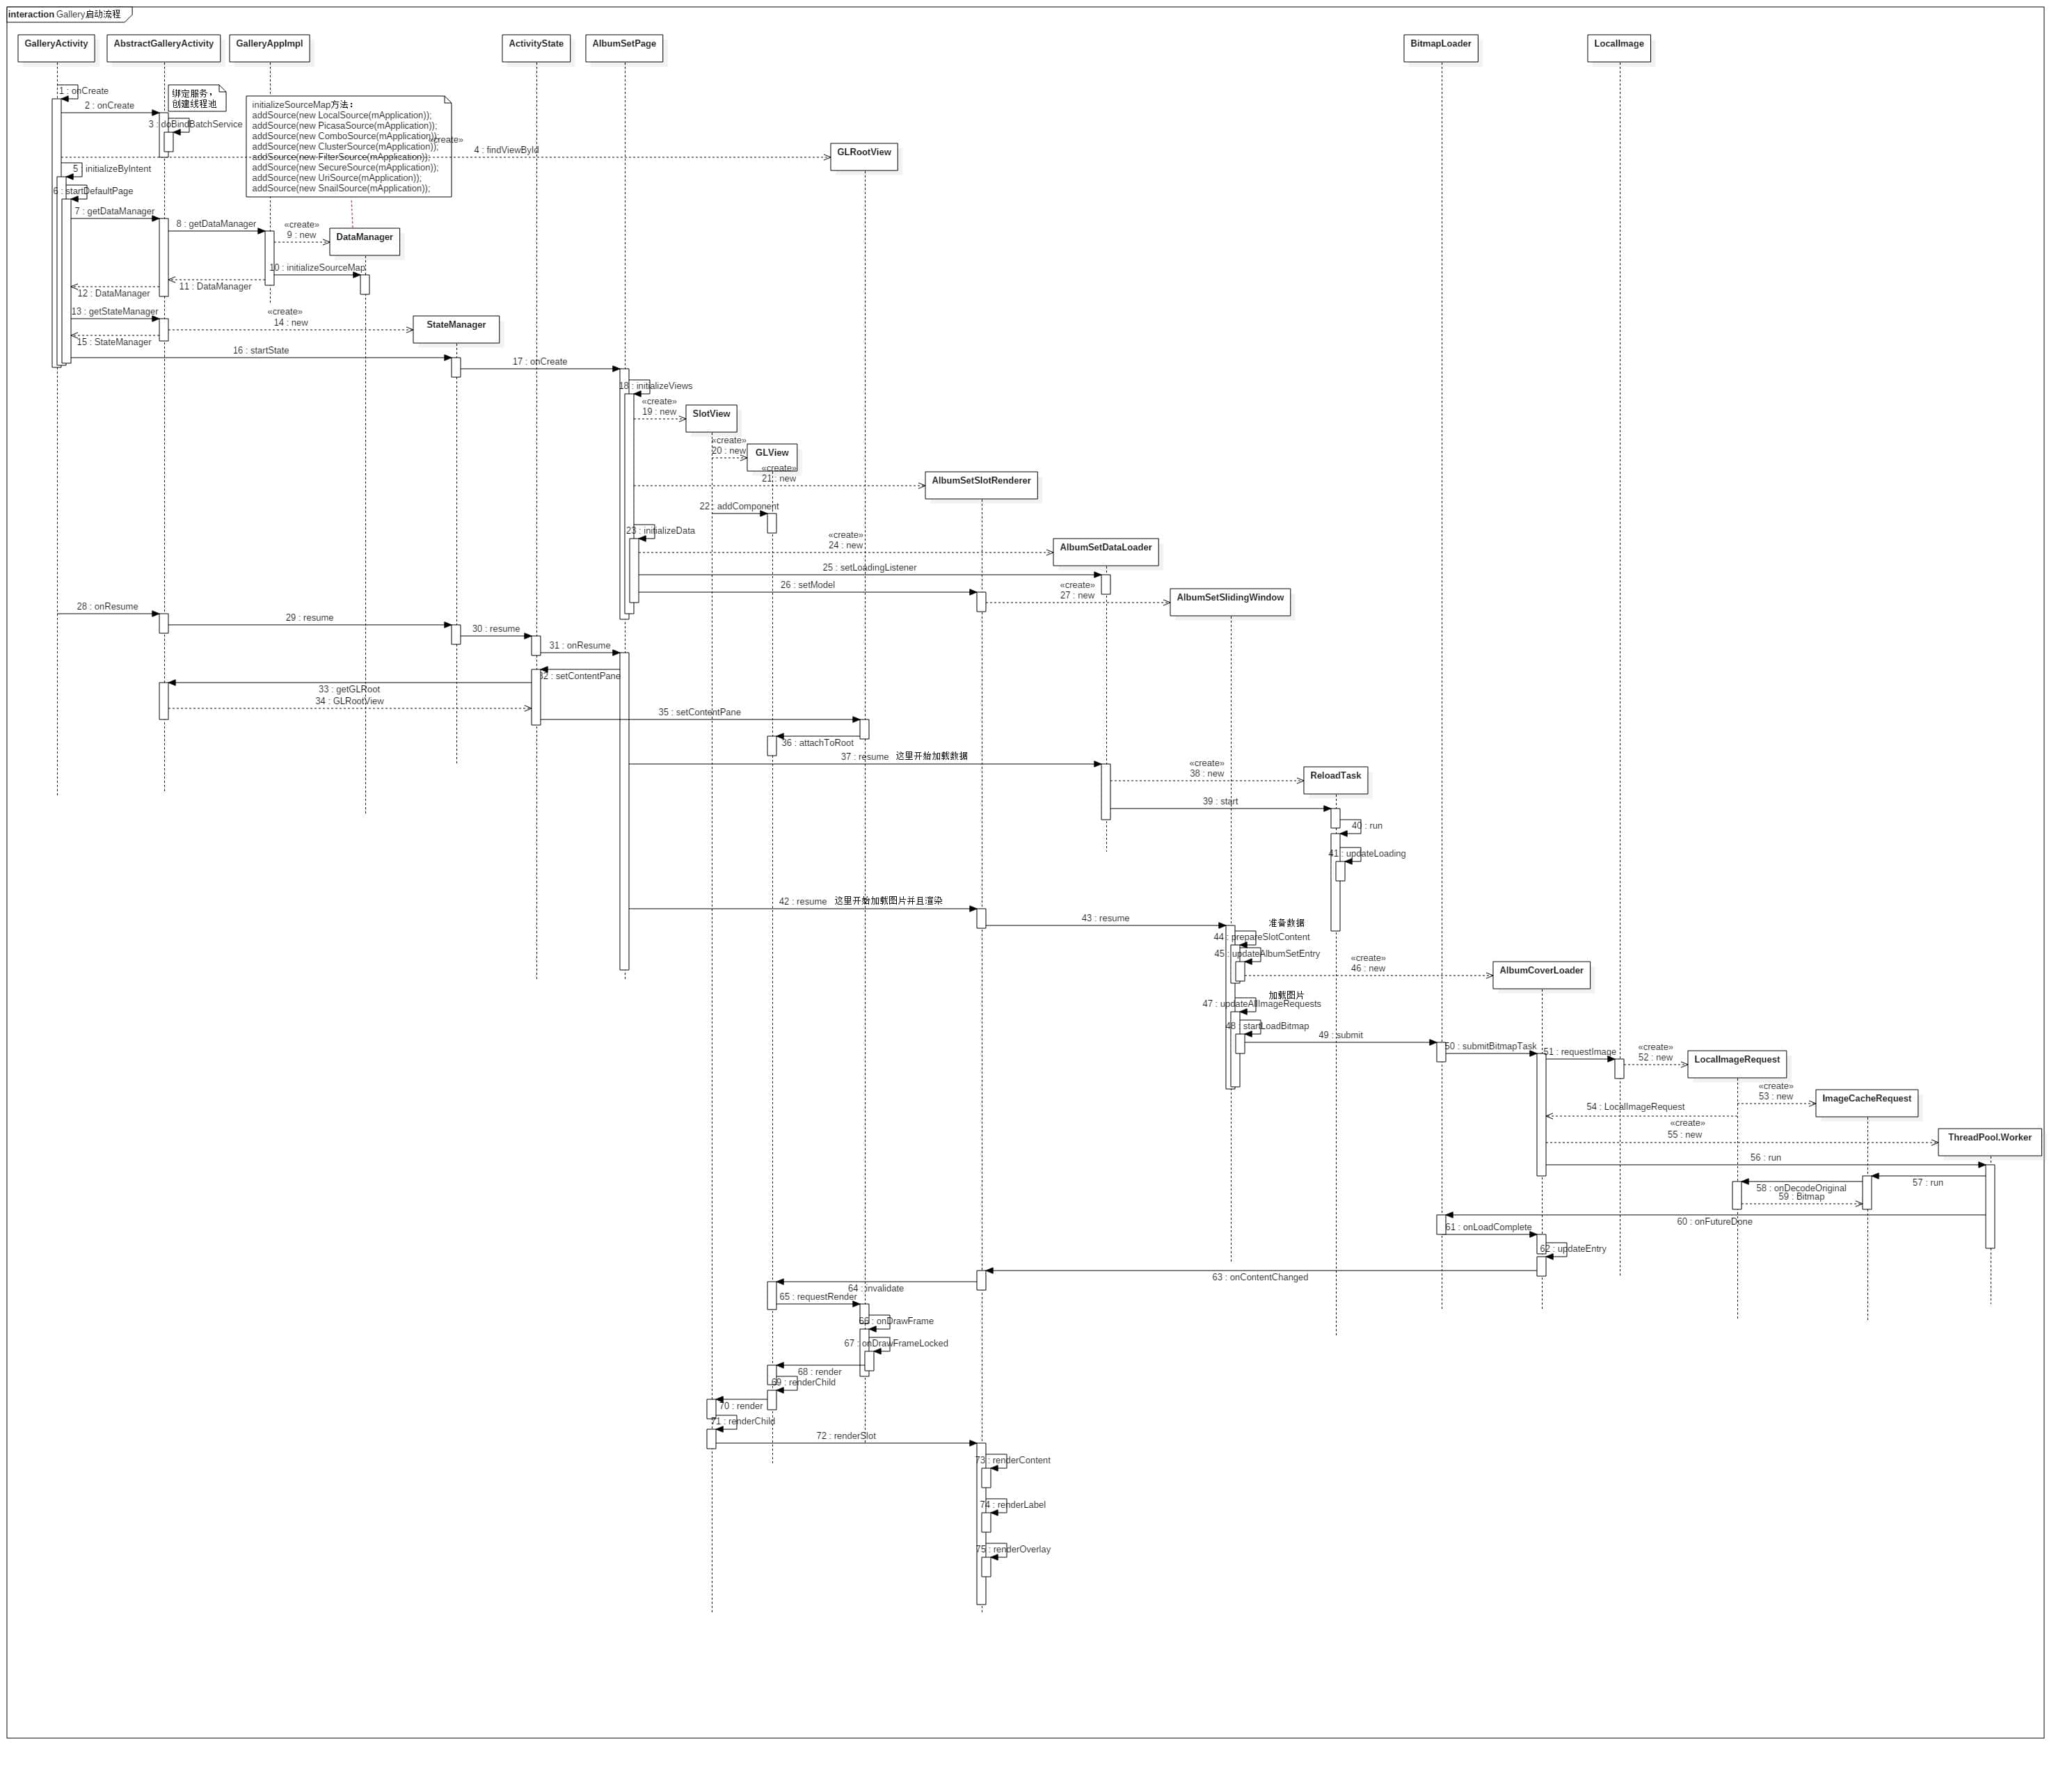 interaction Gallery启动流程
GalleryActivity
AbstractGalleryActivity
GalleryAppImpl
ActivityState
AlbumSetPage
BitmapLoader
LocalImage
1 : onCreate
绑定服务，
创建线程池
2 : onCreate
3 : doBindBatchService
initializeSourceMap方法：
addSource(new LocalSource(mApplication));
addSource(new PicasaSource(mApplication));
addSource(new ComboSource(mApplication));
addSource(new ClusterSource(mApplication));
addSource(new FilterSource(mApplication));
addSource(new SecureSource(mApplication));
addSource(new UriSource(mApplication));
addSource(new SnailSource(mApplication));
«create»
4 : findViewById
GLRootView
5 : initializeByIntent
6 : startDefaultPage
7 : getDataManager
8 : getDataManager
«create»
9 : new
DataManager
10 : initializeSourceMap
11 : DataManager
12 : DataManager
13 : getStateManager
«create»
14 : new
StateManager
15 : StateManager
16 : startState
17 : onCreate
18 : initializeViews
«create»
19 : new
SlotView
«create»
20 : new
GLView
«create»
21 : new
AlbumSetSlotRenderer
22 : addComponent
23 : initializeData
«create»
24 : new
AlbumSetDataLoader
25 : setLoadingListener
26 : setModel
«create»
27 : new
AlbumSetSlidingWindow
28 : onResume
29 : resume
30 : resume
31 : onResume
32 : setContentPane
33 : getGLRoot
34 : GLRootView
35 : setContentPane
36 : attachToRoot
37 : resume 这里开始加载数据
«create»
38 : new
ReloadTask
39 : start
40 : run
41 : updateLoading
42 : resume 这里开始加载图片并且渲染
43 : resume
准备数据
44 : prepareSlotContent
45 : updateAlbumSetEntry
«create»
46 : new
AlbumCoverLoader
加载图片
47 : updateAllImageRequests
48 : startLoadBitmap
49 : submit
50 : submitBitmapTask
51 : requestImage
«create»
52 : new
LocalImageRequest
«create»
53 : new
ImageCacheRequest
54 : LocalImageRequest
«create»
55 : new
ThreadPool.Worker
56 : run
57 : run
58 : onDecodeOriginal
59 : Bitmap
60 : onFutureDone
61 : onLoadComplete
62 : updateEntry
63 : onContentChanged
64 : invalidate
65 : requestRender
66 : onDrawFrame
67 : onDrawFrameLocked
68 : render
69 : renderChild
70 : render
71 : renderChild
72 : renderSlot
73 : renderContent
74 : renderLabel
75 : renderOverlay